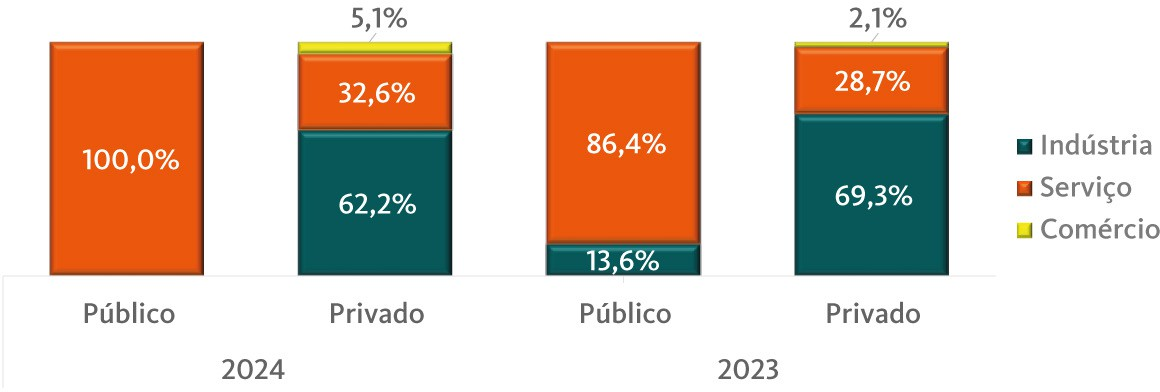 5,1%
2,1%
32,6%
28,7%
100,0%
86,4%
62,2%
69,3%
13,6%
Indústria
Serviço
Comércio
Público
Privado
Público
Privado
2024
2023